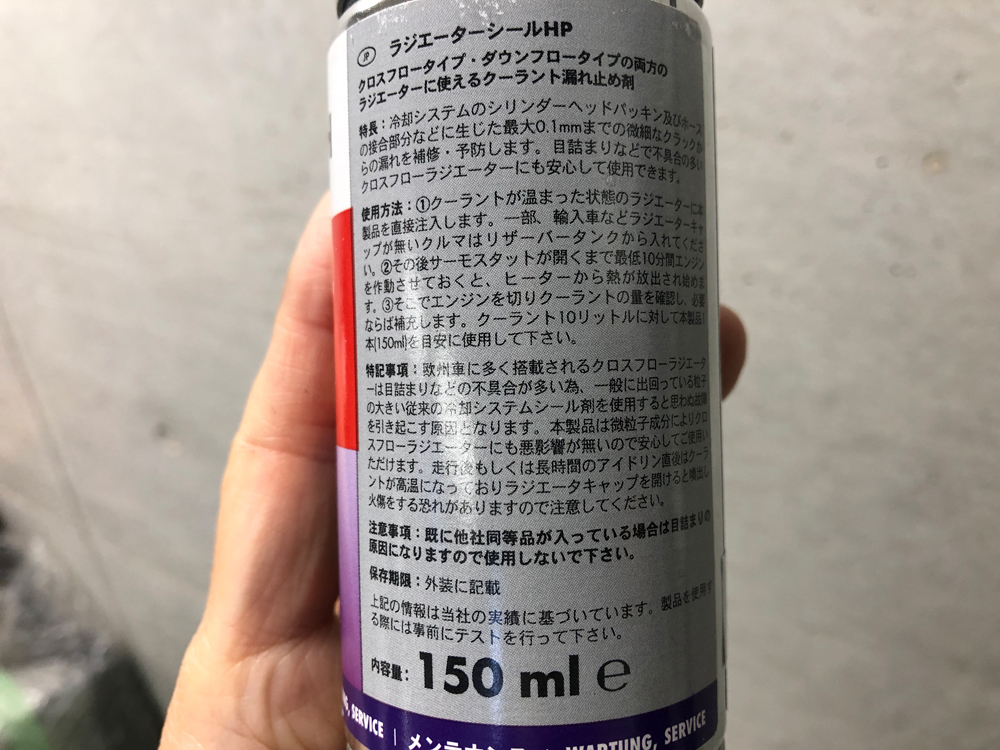 JP ラジエーターシールHP
クロスフロータイプ・ダウンフロータイプの両方の
ラジエーターに使えるクーラント漏れ止め剤
特長：冷却システムのシリンダーヘッドパッキン及びホース
の接合部分などに生じた最大0.1mmまでの微細なクラックか
らの漏れを補修・予防します。目詰まりなどで不具合の多い
クロスフローラジエーターにも安心して使用できます。
使用方法：①クーラントが温まった状態のラジエーターに本
製品を直接注入します。一部、輸入車などラジエーターキャ
ップが無いクルマはリザーバータンクから入れてくださ
い。②その後サーモスタットが開くまで最低10分間エンジン
を作動させておくと、ヒーターから熱が放出され始めま
す。③そこでエンジンを切りクーラントの量を確認し、必要
ならば補充します。クーラント10リットルに対して本製品1
本(150ml)を目安に使用して下さい。
特記事項：欧州車に多く搭載されるクロスフローラジエータ
ーは目詰まりなどの不具合が多い為、一般に出回っている粒子
の大きい従来の冷却システムシール剤を使用すると思わぬ故障
を引き起こす原因となります。本製品は微粒子成分によりクロ
スフローラジエーターにも悪影響が無いので安心してご使用い
ただけます。走行後もしくは長時間のアイドリン直後はクーラ
ントが高温になっておりラジエータキャップを開けると噴出し
火傷をする恐れがありますので注意してください。
注意事項：既に他社同等品が入っている場合は目詰まりの
原因になりますので使用しないで下さい。
保存期限：外装に記載
上記の情報は当社の実績に基づいています。製品を使用す
る際には事前にテストを行って下さい。
内容量：150 ml ℮
SERVICE | メンテナンス WARTUNG, SERVICE